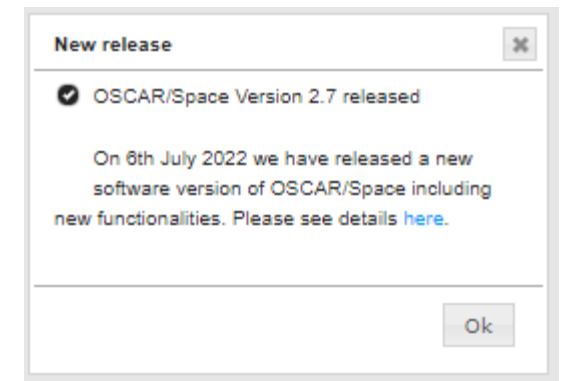 New release
OSCAR/Space Version 2.7 released
On 6th July 2022 we have released a new
software version of OSCAR/Space including
new functionalities. Please see details here.
Ok